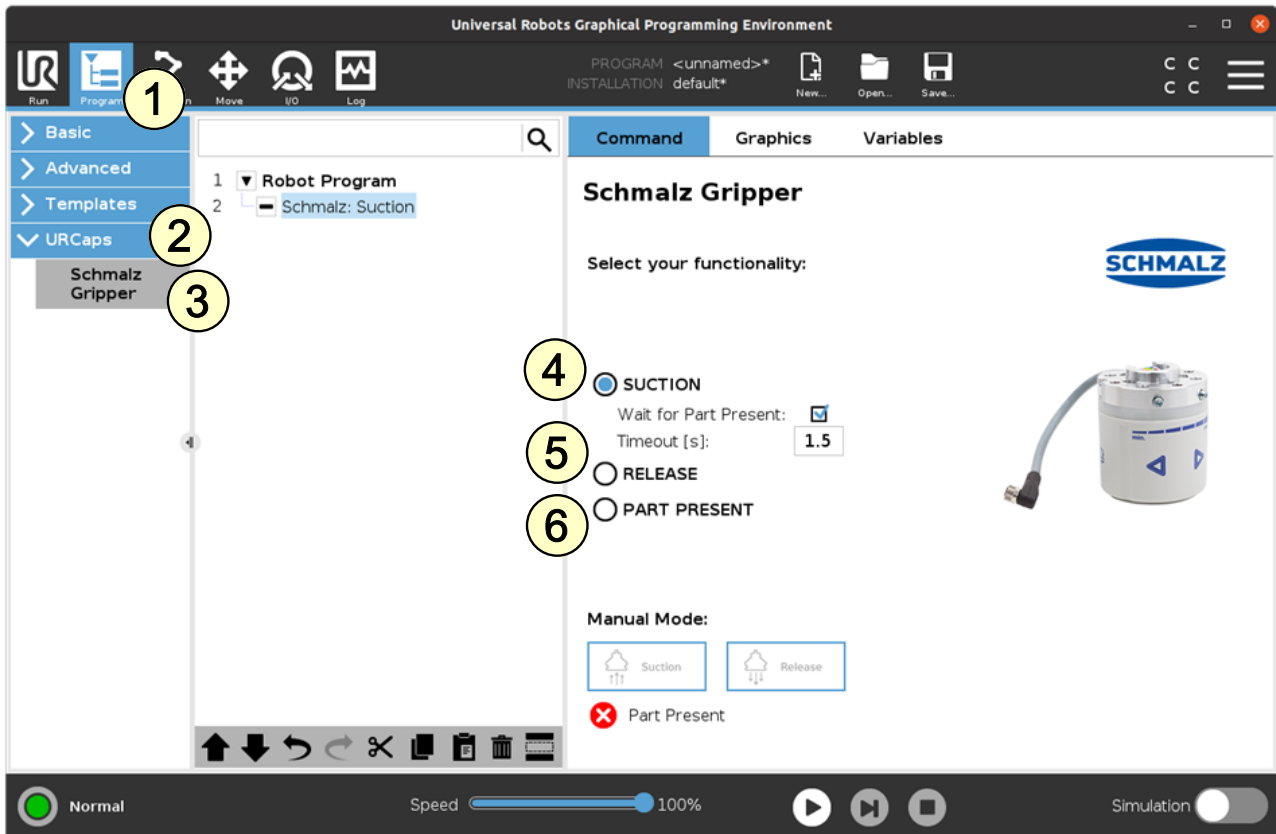 Universal Robots Graphical Programming Environment
PROGRAM <unnamed>*
INSTALLATION default*
Run
Program
Move
I/O
Log
New...
Open...
Save...
C C
C C
1
Basic
Advanced
Templates
URCaps
2
Schmalz
Gripper
3
1 Robot Program
2 Schmalz: Suction
Command Graphics Variables
Schmalz Gripper
Select your functionality:
SCHMALZ
4
SUCTION
Wait for Part Present:
Timeout [s]: 1.5
5
RELEASE
6
PART PRESENT
Manual Mode:
Suction Release
Part Present
Normal
Speed 100%
Simulation